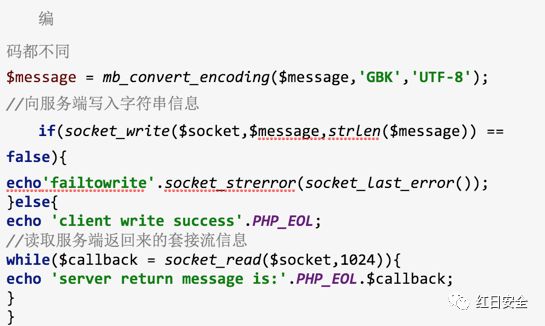 编
码都不同
$message = mb_convert_encoding($message,'GBK','UTF-8');
//向服务端写入字符串信息
if(socket_write($socket,$message,strlen($message)) ==
false){
echo'failtowrite'.socket_strerror(socket_last_error());
}else{
echo 'client write success'.PHP_EOL;
//读取服务端返回来的套接流信息
while($callback = socket_read($socket,1024)){
echo 'server return message is:'.PHP_EOL.$callback;
}
}
红日安全